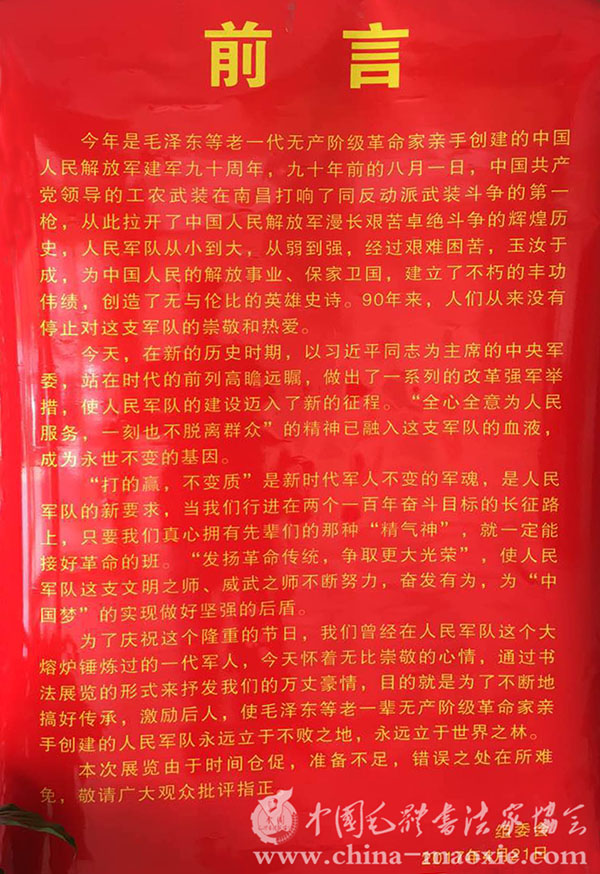 前言
今年是毛泽东等老一代无产阶级革命家亲手创建的中国
人民解放军建军九十周年，九十年前的八月一日，中国共产
党领导的工农武装在南昌打响了同反动派武装斗争的第一
枪，从此拉开了中国人民解放军漫长艰苦卓绝斗争的辉煌历
史，人民军队从小到大，从弱到强，经过艰难困苦，玉汝于
成，为中国人民的解放事业、保家卫国，建立了不朽的丰功
伟绩，创造了无与伦比的英雄史诗。90年来，人们从来没有
停止对这支军队的崇敬和热爱。
今天，在新的历史时期，以习近平同志为主席的中央军
委，站在时代的前列高瞻远瞩，做出了一系列的改革强军举
措，使人民军队的建设迈入了新的征程。“全心全意为人民
服务，一刻也不脱离群众”的精神已融入这支军队的血液，
成为永世不变的基因。
“打的赢，不变质”是新时代军人不变的军魂，是人民
军队的新要求，当我们行进在两个一百年奋斗目标的长征路
上，只要我们真心拥有先辈们的那种“精气神”，就一定能
接好革命的班。“发扬革命传统，争取更大光荣”，使人民
军队这支文明之师、威武之师不断努力，奋发有为，为“中
国梦”的实现做好坚强的后盾。
为了庆祝这个隆重的节日，我们曾经在人民军队这个大
熔炉锤炼过的一代军人，今天怀着无比崇敬的心情，通过书
法展览的形式来抒发我们的万丈豪情，目的就是为了不断地
搞好传承，激励后人，使毛泽东等老一辈无产阶级革命家亲
手创建的人民军队永远立于不败之地，永远立于世界之林。
本次展览由于时间仓促，准备不足，错误之处在所难
免，敬请广大观众批评指正。
中国毛体书法家协会
组委会
www.china-maoxie.com